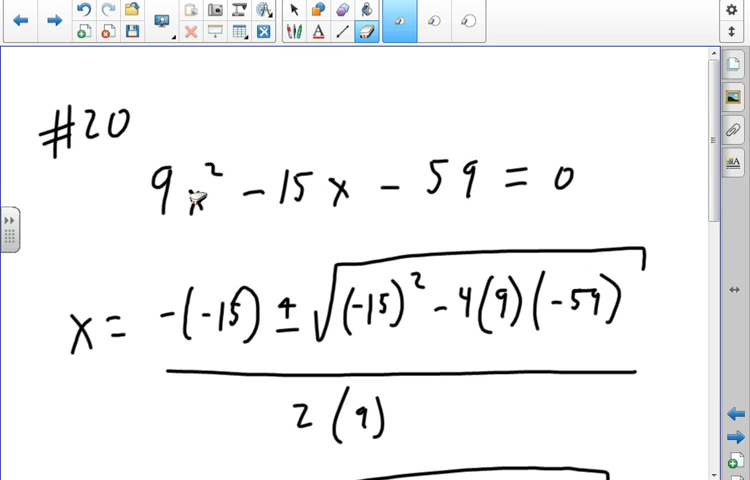 #20
9x² - 15x - 59 = 0
x = -(-15) ± √(-15)² - 4(9)(-59)
2(9)